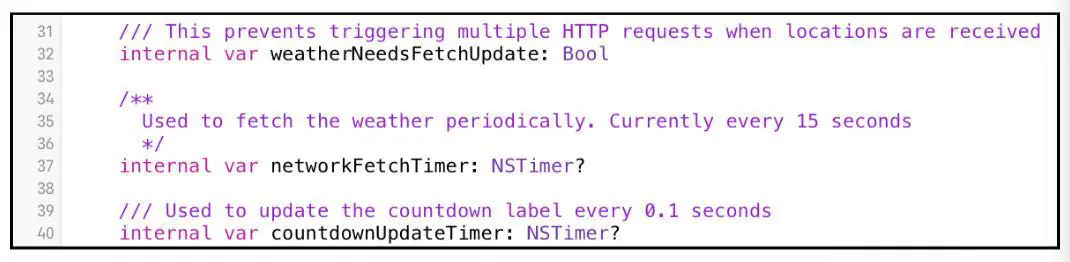 31 /// This prevents triggering multiple HTTP requests when locations are received
32 internal var weatherNeedsFetchUpdate: Bool
33
34 /**
35 Used to fetch the weather periodically. Currently every 15 seconds
36 */
37 internal var networkFetchTimer: NSTimer?
38
39 /// Used to update the countdown label every 0.1 seconds
40 internal var countdownUpdateTimer: NSTimer?